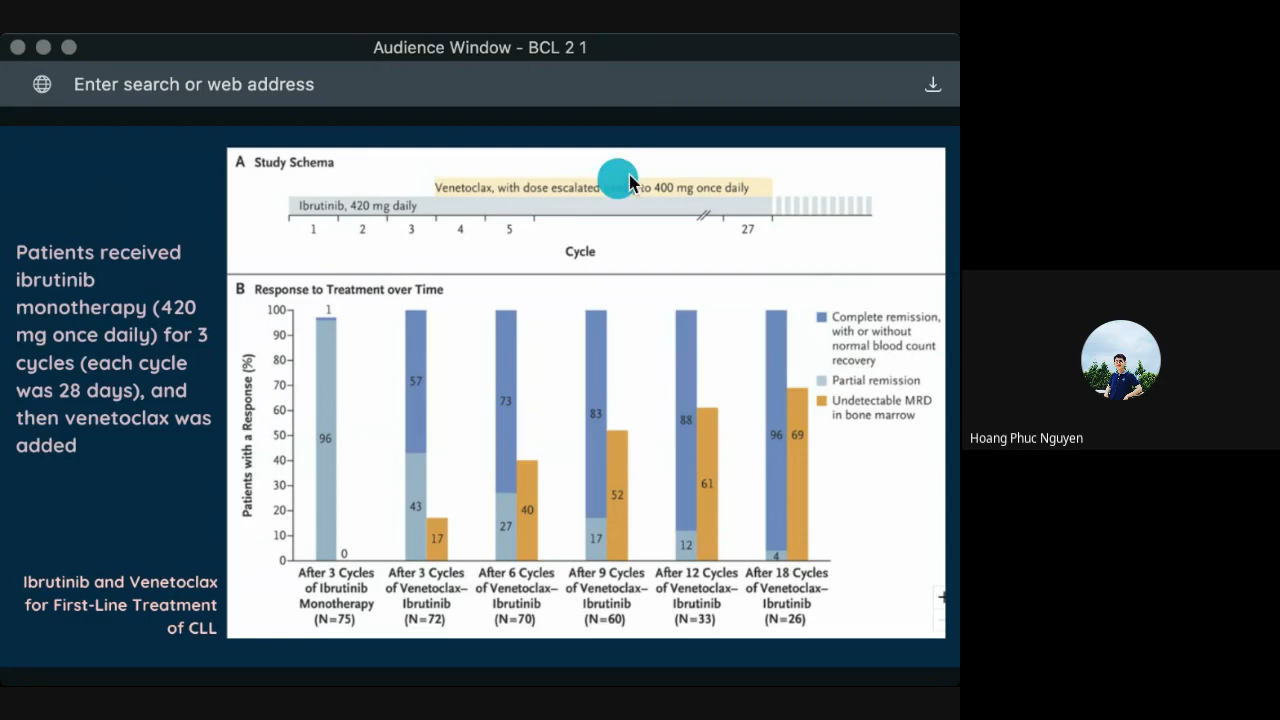 Audience Window - BCL 2 1
Enter search or web address
Patients received
ibrutinib
monotherapy (420
mg once daily) for 3
cycles (each cycle
was 28 days), and
then venetoclax was
added
Ibrutinib and Venetoclax
for First-Line Treatment
of CLL
A Study Schema
Venetoclax, with dose escalated to 400 mg once daily
Ibrutinib, 420 mg daily
1 2 3 4 5 27
Cycle
B Response to Treatment over Time
Patients with a Response (%)
100
90
80
70
60
50
40
30
20
10
0
1
96
0
57
43
17
73
27
40
83
17
52
88
12
61
96
4
69
Complete remission,
with or without
normal blood count
recovery
Partial remission
Undetectable MRD
in bone marrow
After 3 Cycles
of Ibrutinib
Monotherapy
(N=75)
After 3 Cycles
of Venetoclax–
Ibrutinib
(N=72)
After 6 Cycles
of Venetoclax–
Ibrutinib
(N=70)
After 9 Cycles
of Venetoclax–
Ibrutinib
(N=60)
After 12 Cycles
of Venetoclax–
Ibrutinib
(N=33)
After 18 Cycles
of Venetoclax–
Ibrutinib
(N=26)
Hoang Phuc Nguyen